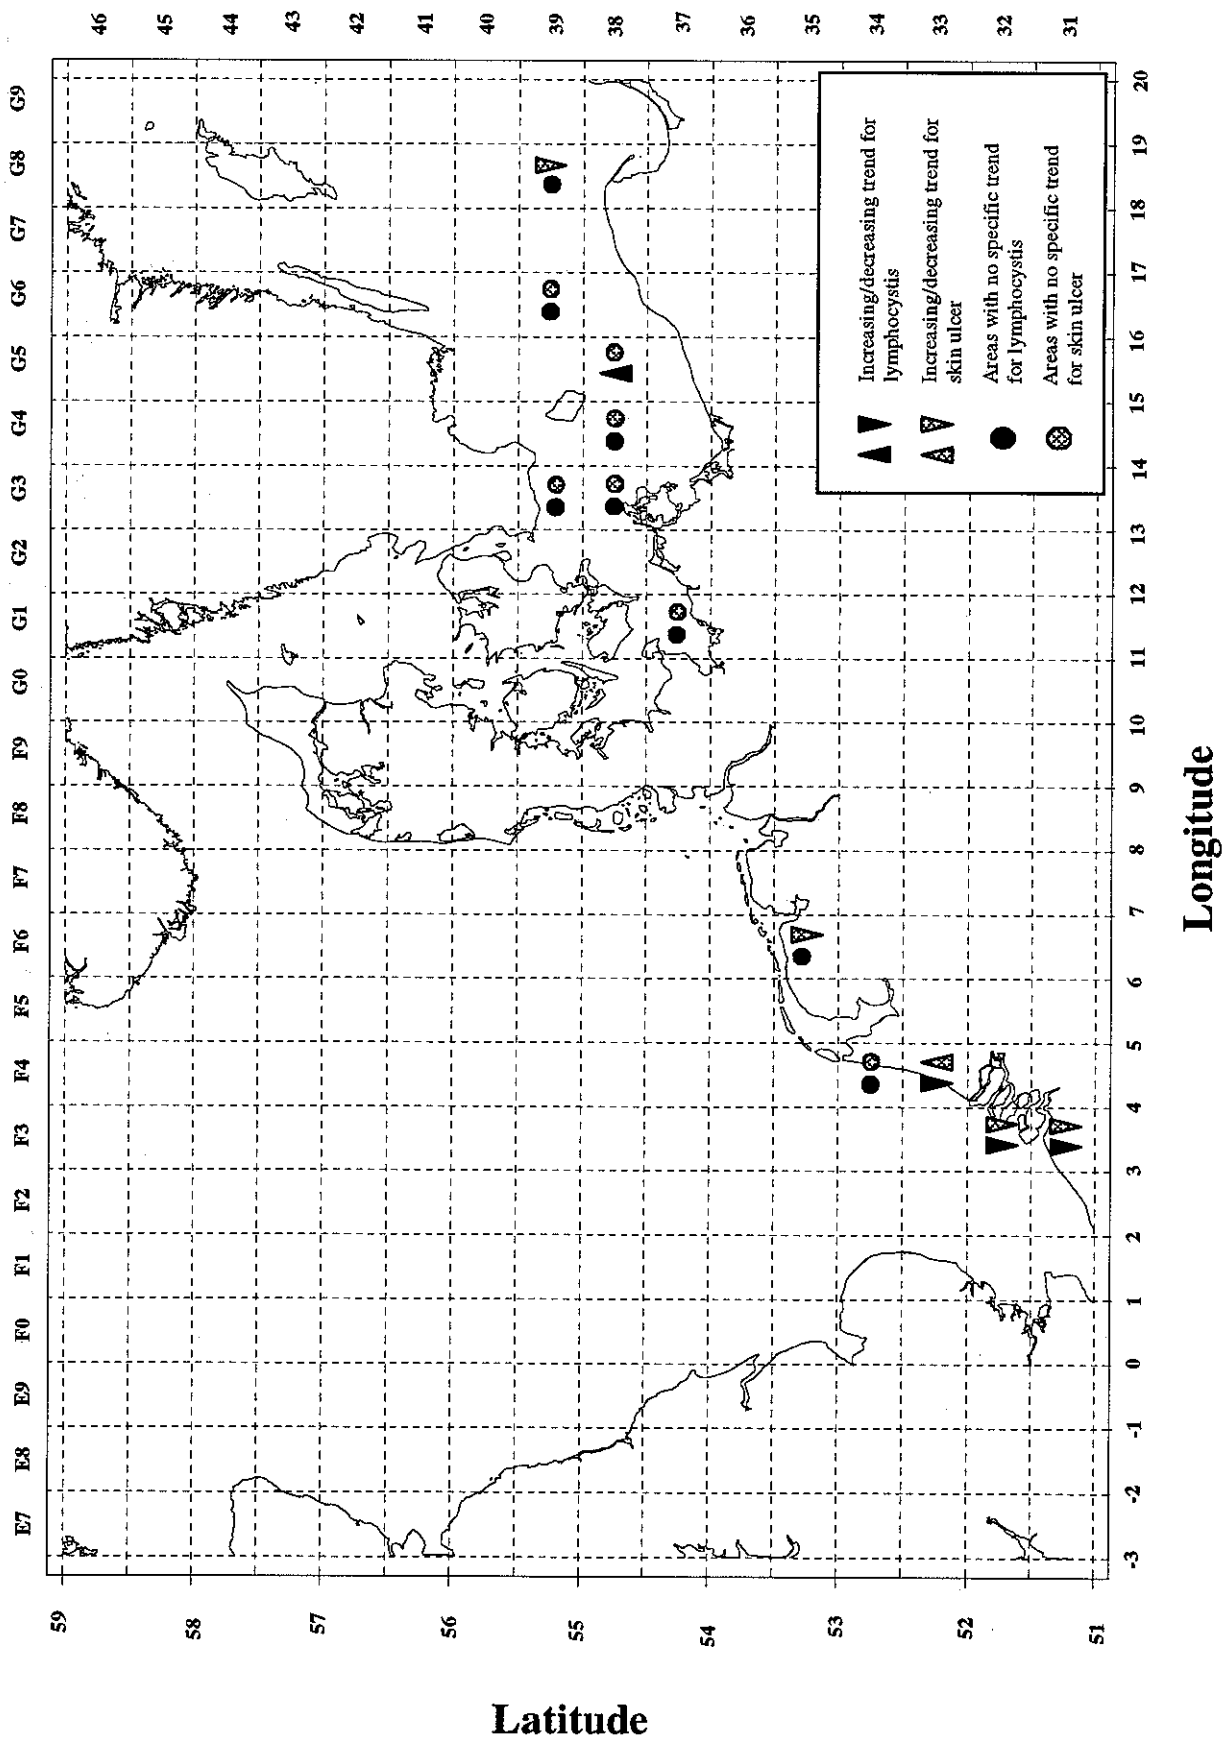 E7 E8 E9 F0 F1 F2 F3 F4 F5 F6 F7 F8 F9 G0 G1 G2 G3 G4 G5 G6 G7 G8 G9
59
58
57
56
55
54
53
52
51
46
45
44
43
42
41
40
39
38
37
36
35
34
33
32
31
Increasing/decreasing trend for
lymphocystis
Increasing/decreasing trend for
skin ulcer
Areas with no specific trend
for lymphocystis
Areas with no specific trend
for skin ulcer
-3 -2 -1 0 1 2 3 4 5 6 7 8 9 10 11 12 13 14 15 16 17 18 19 20
Latitude
Longitude